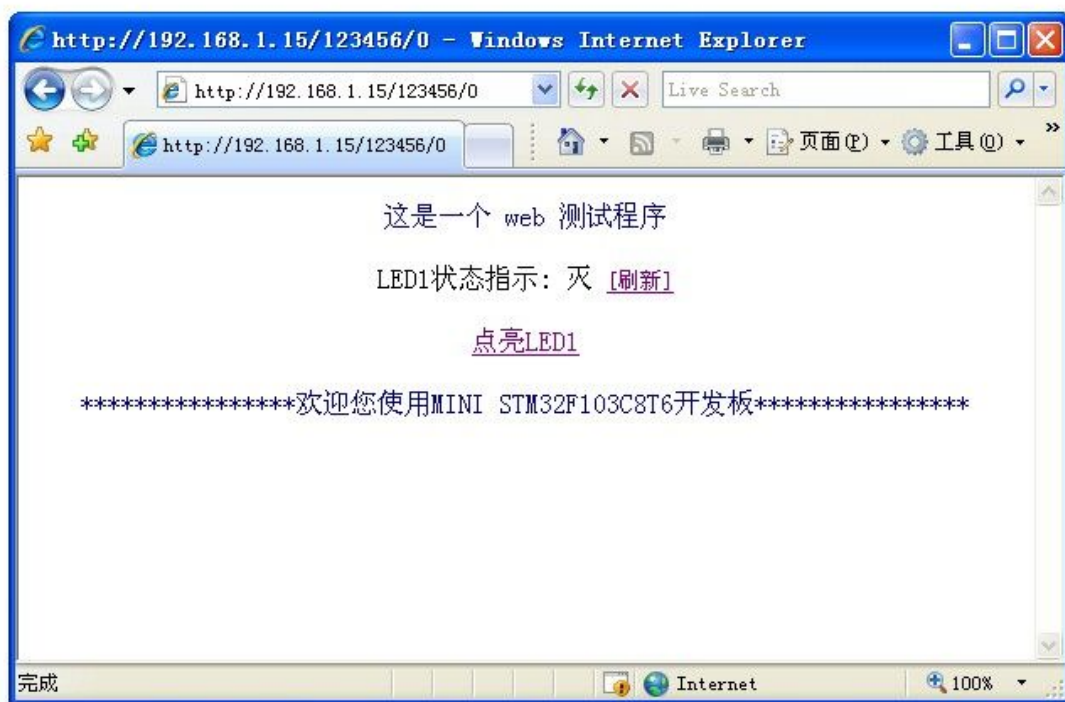 http://192.168.1.15/123456/0 - Windows Internet Explorer
http://192.168.1.15/123456/0 Live Search
http://192.168.1.15/123456/0 页面(P) 工具(O) »
这是一个 web 测试程序
LED1状态指示: 灭 [刷新]
点亮LED1
****************欢迎您使用MINI STM32F103C8T6开发板****************
完成 Internet 100%